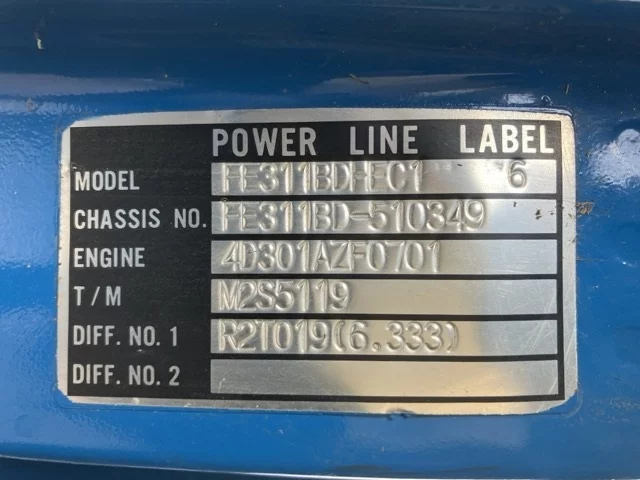 POWER LINE LABEL
MODEL FE311BDHFC1 6
CHASSIS NO. FE311BD-510349
ENGINE 4D301AZF0701
T/M M2S5119
DIFF. NO. 1 R2T019(6.333)
DIFF. NO. 2